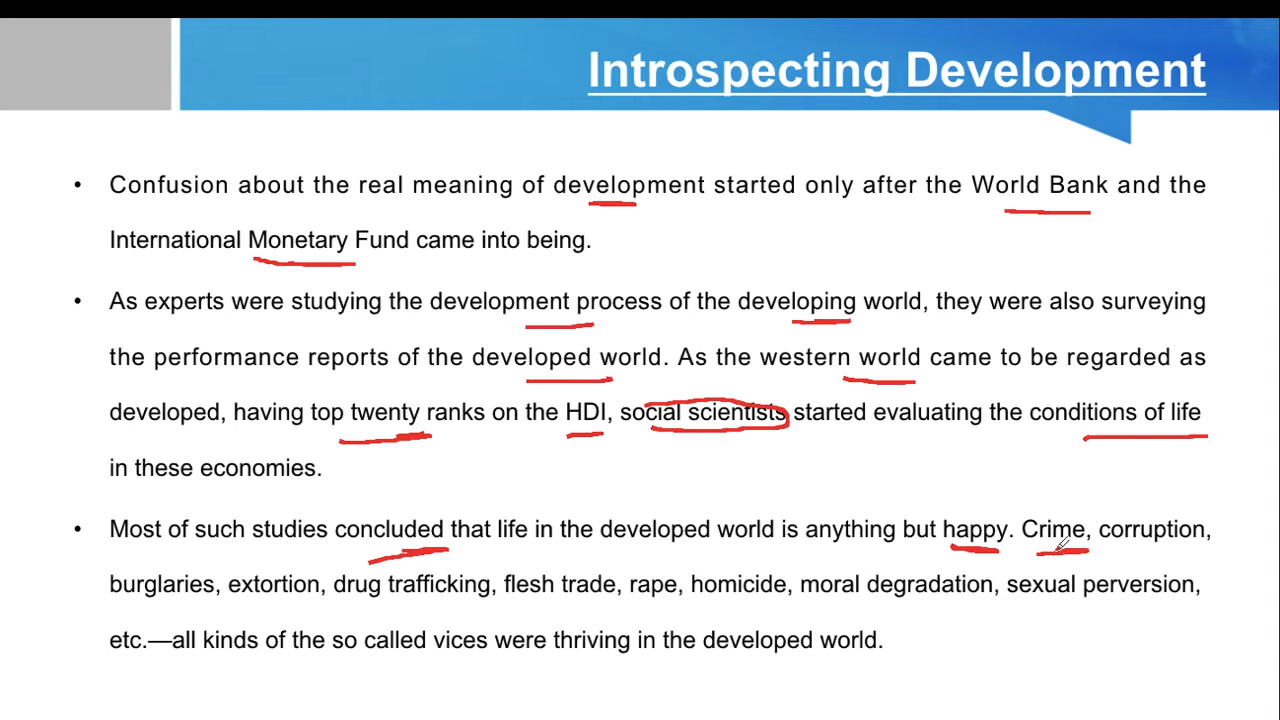 Introspecting Development
• Confusion about the real meaning of development started only after the World Bank and the
International Monetary Fund came into being.
• As experts were studying the development process of the developing world, they were also surveying
the performance reports of the developed world. As the western world came to be regarded as
developed, having top twenty ranks on the HDI, social scientists started evaluating the conditions of life
in these economies.
• Most of such studies concluded that life in the developed world is anything but happy. Crime, corruption,
burglaries, extortion, drug trafficking, flesh trade, rape, homicide, moral degradation, sexual perversion,
etc.—all kinds of the so called vices were thriving in the developed world.